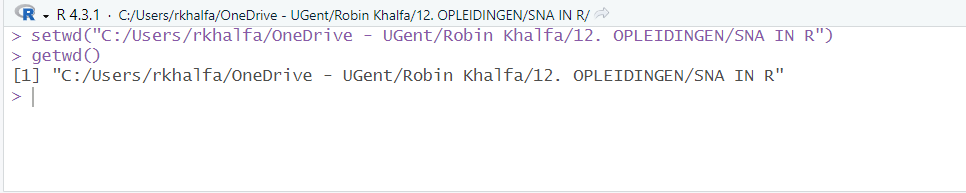 R 4.3.1 · C:/Users/rkhalfa/OneDrive - UGent/Robin Khalfa/12. OPLEIDINGEN/SNA IN R/
> setwd("C:/Users/rkhalfa/OneDrive - UGent/Robin Khalfa/12. OPLEIDINGEN/SNA IN R")
> getwd()
[1] "C:/Users/rkhalfa/OneDrive - UGent/Robin Khalfa/12. OPLEIDINGEN/SNA IN R"
>